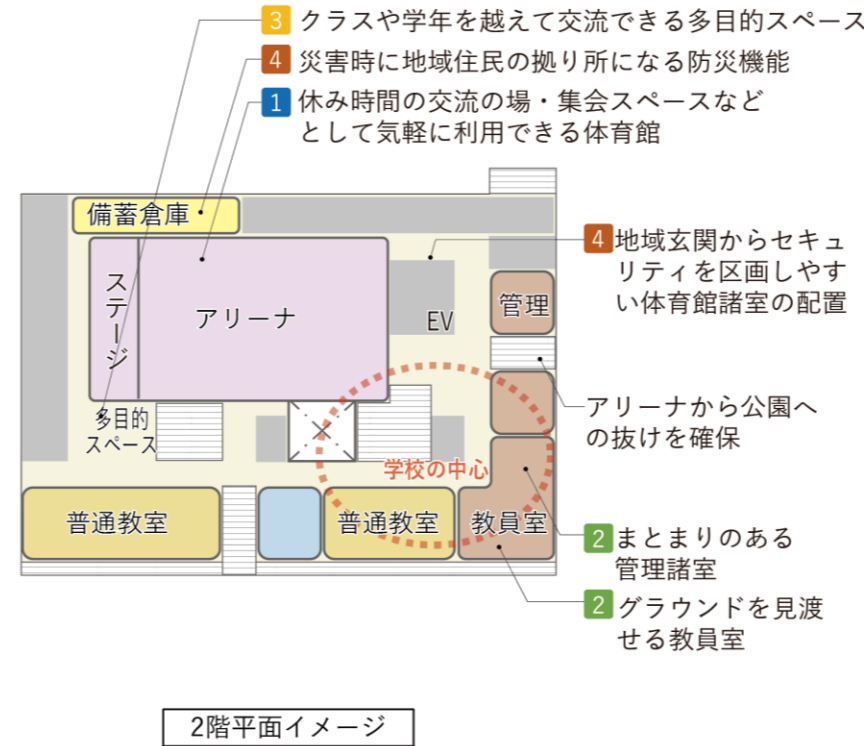 3 クラスや学年を越えて交流できる多目的スペース
4 災害時に地域住民の拠り所になる防災機能
1 休み時間の交流の場・集会スペースなど
として気軽に利用できる体育館
備蓄倉庫
ステージ
アリーナ
EV
管理
4 地域玄関からセキュ
リティを区画しやす
い体育館諸室の配置
アリーナから公園へ
の抜けを確保
多目的
スペース
学校の中心
普通教室
普通教室
教員室
2 まとまりのある
管理諸室
2 グラウンドを見渡
せる教員室
2階平面イメージ